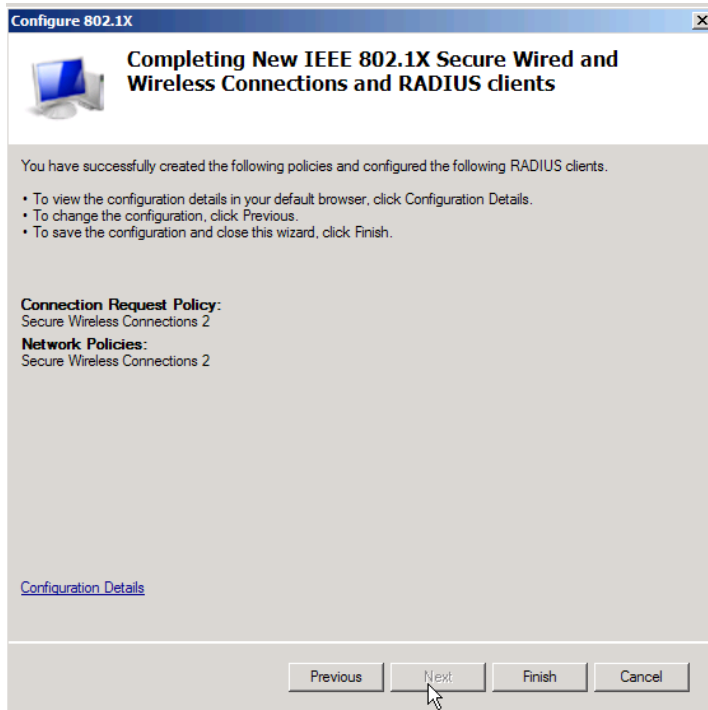 Configure 802.1X
Completing New IEEE 802.1X Secure Wired and
Wireless Connections and RADIUS clients
You have successfully created the following policies and configured the following RADIUS clients.
• To view the configuration details in your default browser, click Configuration Details.
• To change the configuration, click Previous.
• To save the configuration and close this wizard, click Finish.
Connection Request Policy:
Secure Wireless Connections 2
Network Policies:
Secure Wireless Connections 2
Configuration Details
Previous Next Finish Cancel